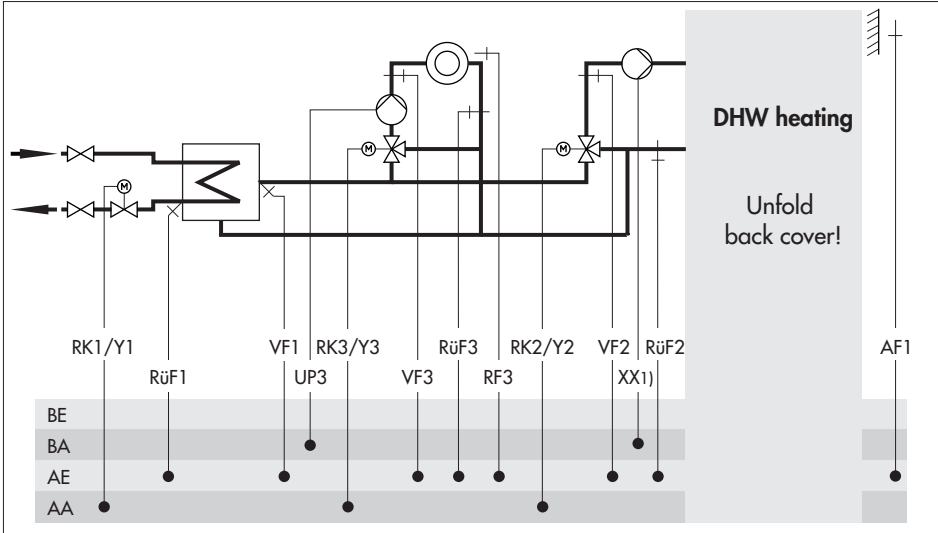 M
M
M
DHW heating
Unfold
back cover!
RK1/Y1 VF1 RK3/Y3 RüF3 RK2/Y2 VF2 RüF2 AF1
RüF1 UP3 VF3 RF3 XX1)
BE
BA
AE
AA